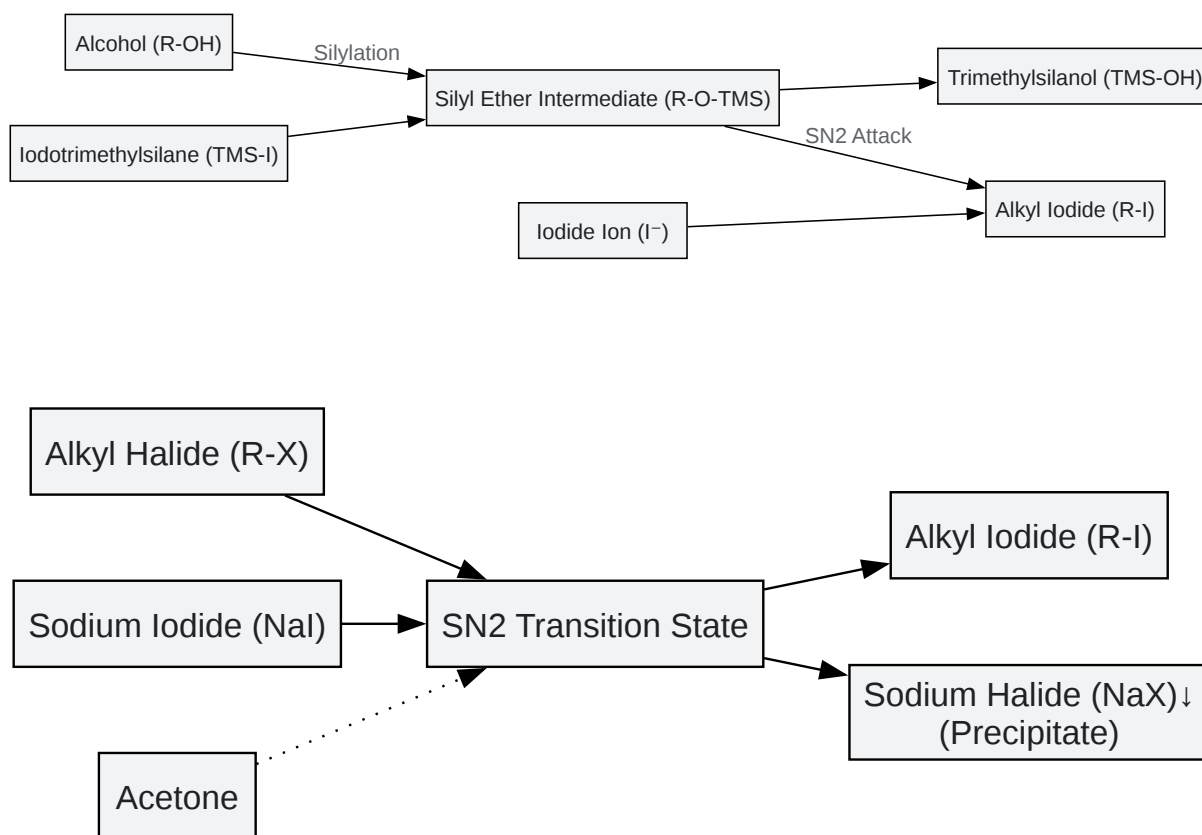 Alcohol (R-OH)
Silylation
Silyl Ether Intermediate (R-O-TMS)
Trimethylsilanol (TMS-OH)
Iodotrimethylsilane (TMS-I)
SN2 Attack
Iodide Ion (I⁻)
Alkyl Iodide (R-I)
Alkyl Halide (R-X)
Alkyl Iodide (R-I)
Sodium Iodide (NaI)
SN2 Transition State
Sodium Halide (NaX)↓
(Precipitate)
Acetone